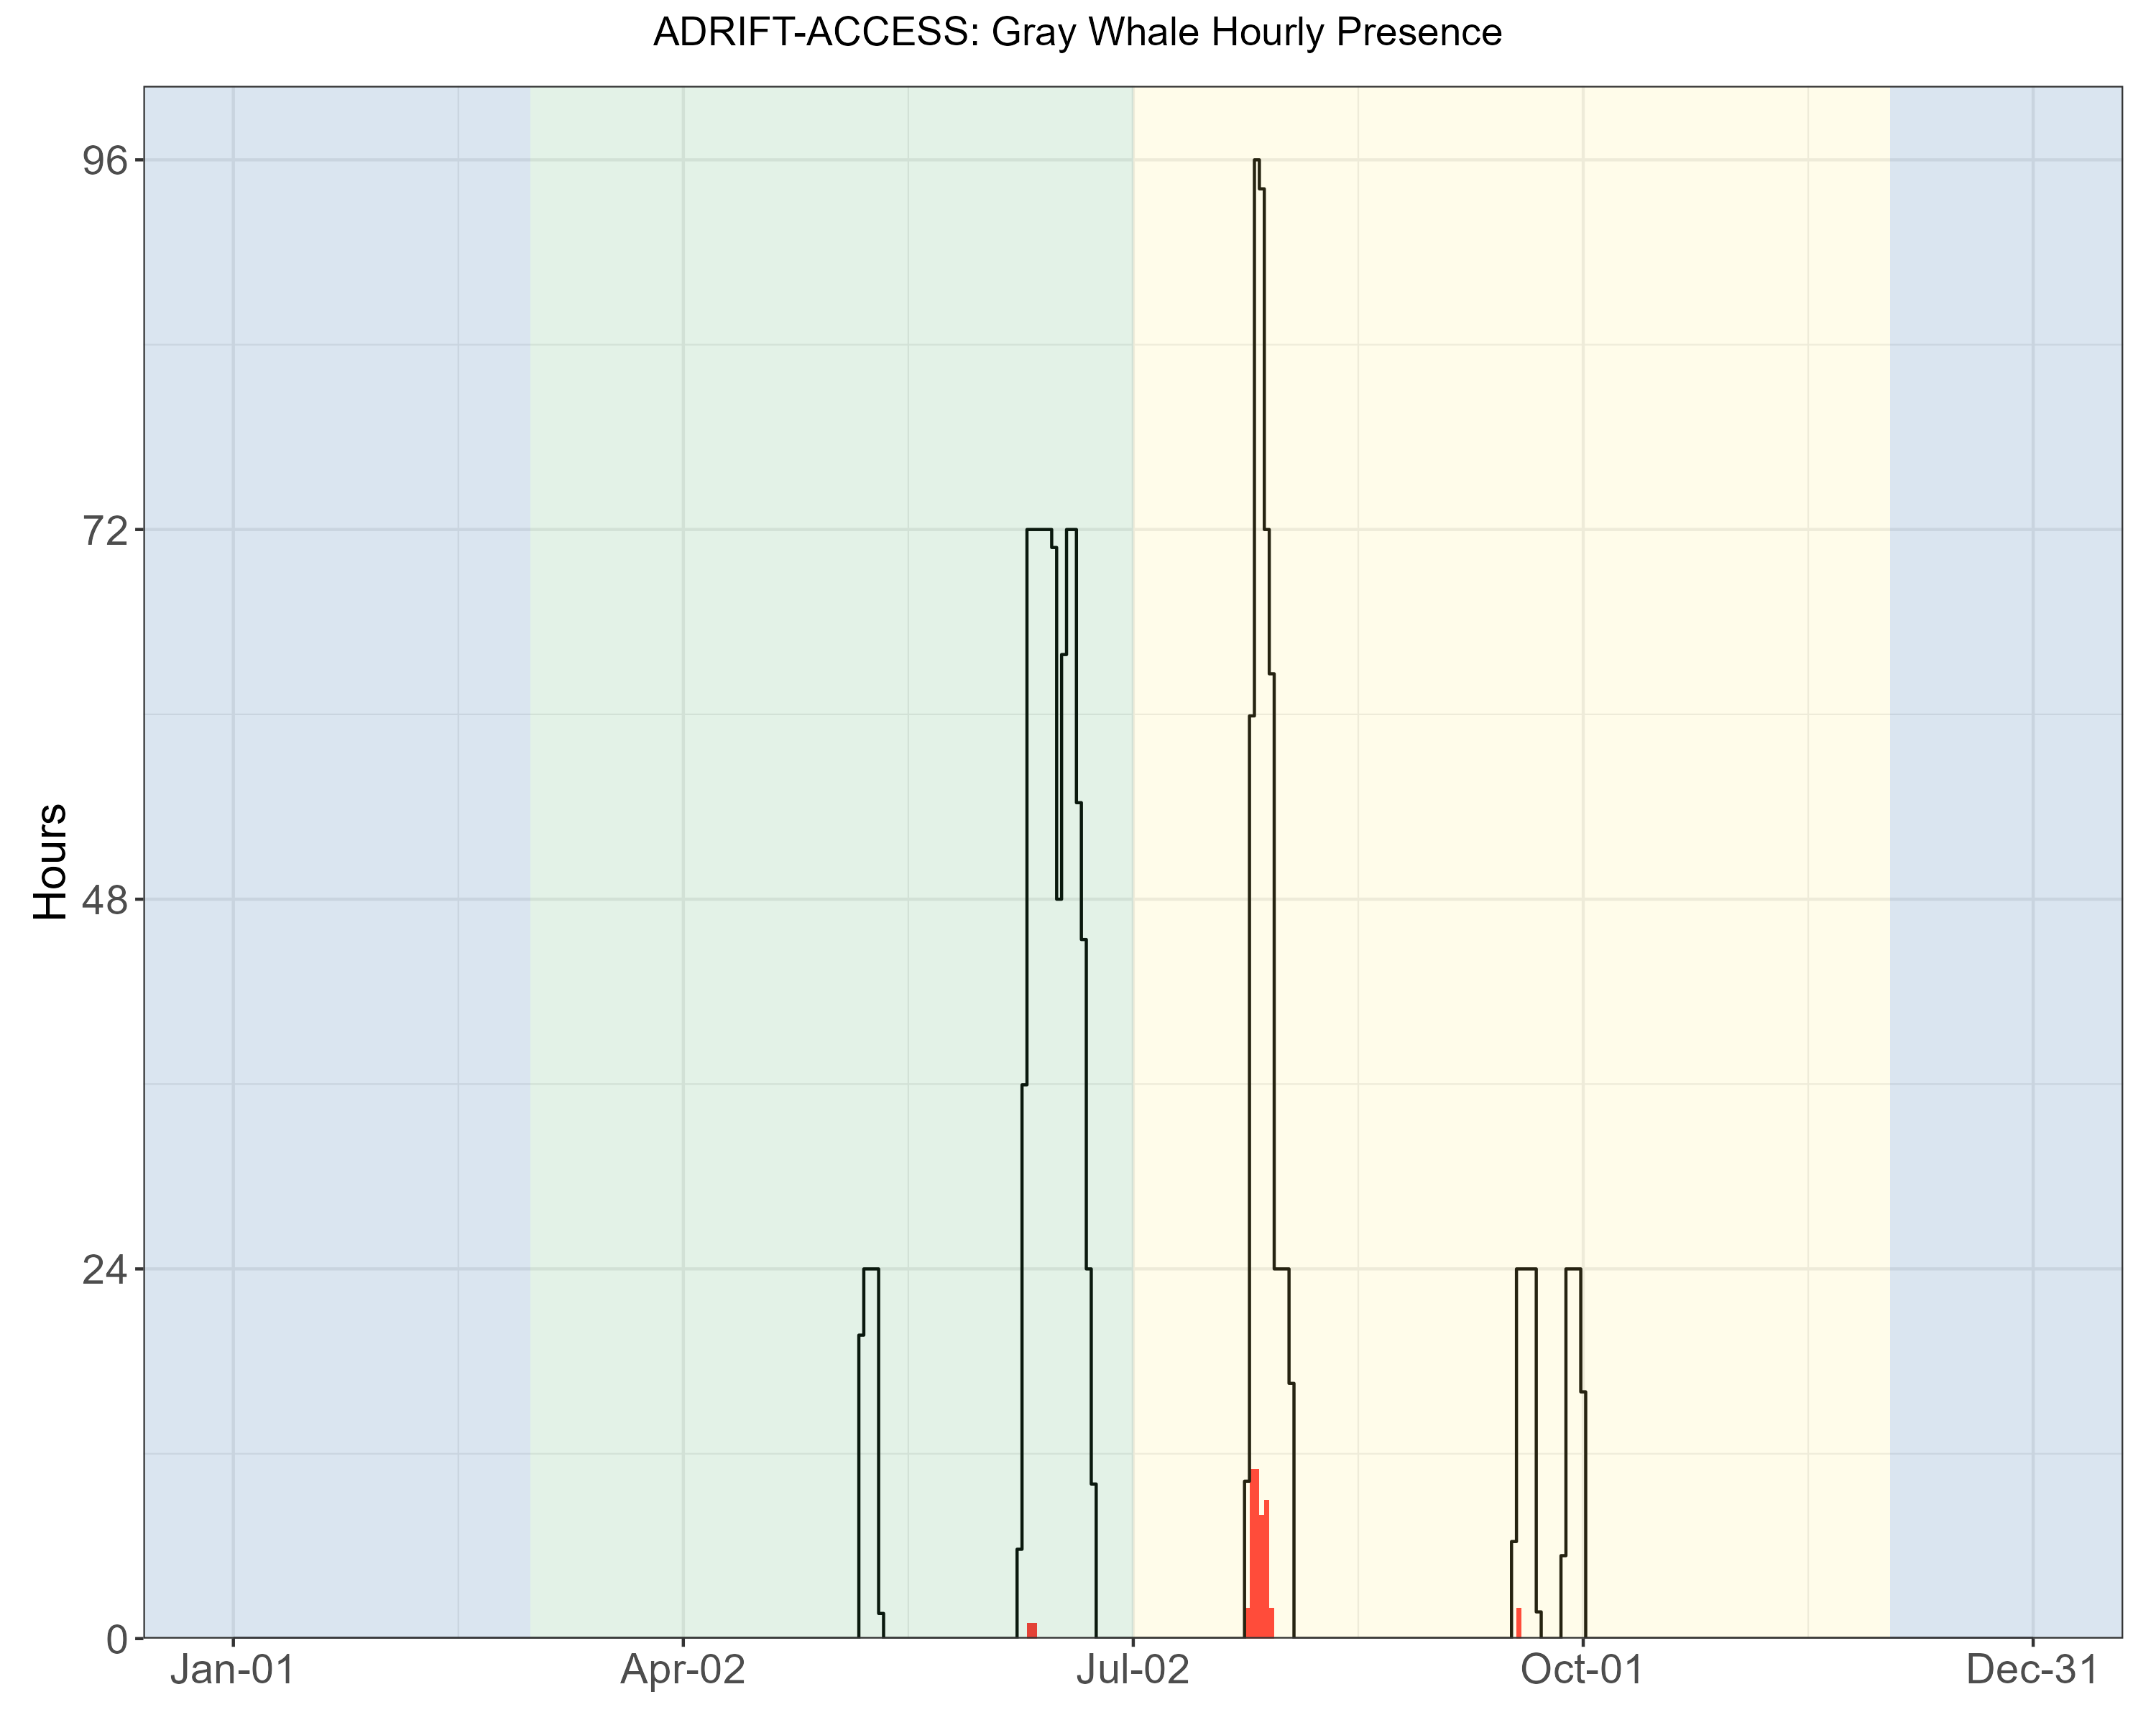 ADRIFT-ACCESS: Gray Whale Hourly Presence
Hours
96
72
48
24
0
Jan-01 Apr-02 Jul-02 Oct-01 Dec-31